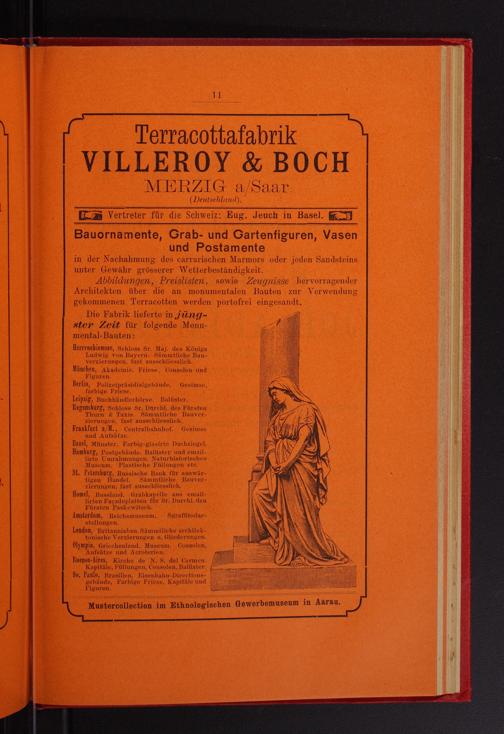 11
Terracottafabrik
VILLEROY & BOCH
MERZIG a/Saar
(Deutschland).
Vertreter für die Schweiz: Eug. Jeuch in Basel.
Bauornamente, Grab- und Gartenfiguren, Vasen
und Postamente
in der Nachahmung des carrarischen Marmors oder jeden Sandsteins
unter Gewähr grösserer Wetterbeständigkeit.
Abbildungen, Preislisten, sowie Zeugnisse hervorragender
Architekten über die an monumentalen Bauten zur Verwendung
gekommenen Terracotten werden portofrei eingesandt.
Die Fabrik lieferte in jüng-
ster Zeit für folgende Monu-
mental-Bauten:
Herrenchiemsee, Schloss Sr. Maj. des Königs
Ludwig von Bayern. Sämmtliche Bau-
verzierungen, fast ausschliesslich.
München, Akademie. Friese, Consolen und
Figuren.
Berlin, Polizeipräsidialgebäude. Gesimse,
farbige Friese.
Leipzig, Buchhändlerbörse. Baluster.
Regensburg, Schloss Sr. Durchl. des Fürsten
Thurn & Taxis. Sämmtliche Bauver-
zierungen, fast ausschliesslich.
Frankfurt a/M., Centralbahnhof. Gesimse
und Aufsätze.
Basel, Münster. Farbig-glasirte Dachziegel.
Hamburg, Postgebäude. Baluster und email-
lirte Umrahmungen. Naturhistorisches
Museum. Plastische Füllungen etc.
St. Petersburg, Russische Bank für auswär-
tigen Handel. Sämmtliche Bauver-
zierungen, fast ausschliesslich.
Homel, Russland. Grabkapelle aus email-
lirten Façadeplatten für Sr. Durchl. den
Fürsten Paskewitsch.
Amsterdam, Reichsmuseum. Sgraffitodar-
stellungen.
London, Britannia Sämmtliche architek-
tonische Verzierungen u. Gliederungen.
Olympia, Griechenland. Museum. Consolen,
Aufsätze und Acroterien.
Buenos-Aires, Kirche de N. S. del Carmen.
Kapitäle, Füllungen, Consolen, Baluster.
Sao Paulo, Brasilien. Eisenbahn-Directions-
gebäude. Farbige Friese, Kapitäle und
Figuren.
Mustercollection im Ethnologischen Gewerbemuseum in Aarau.